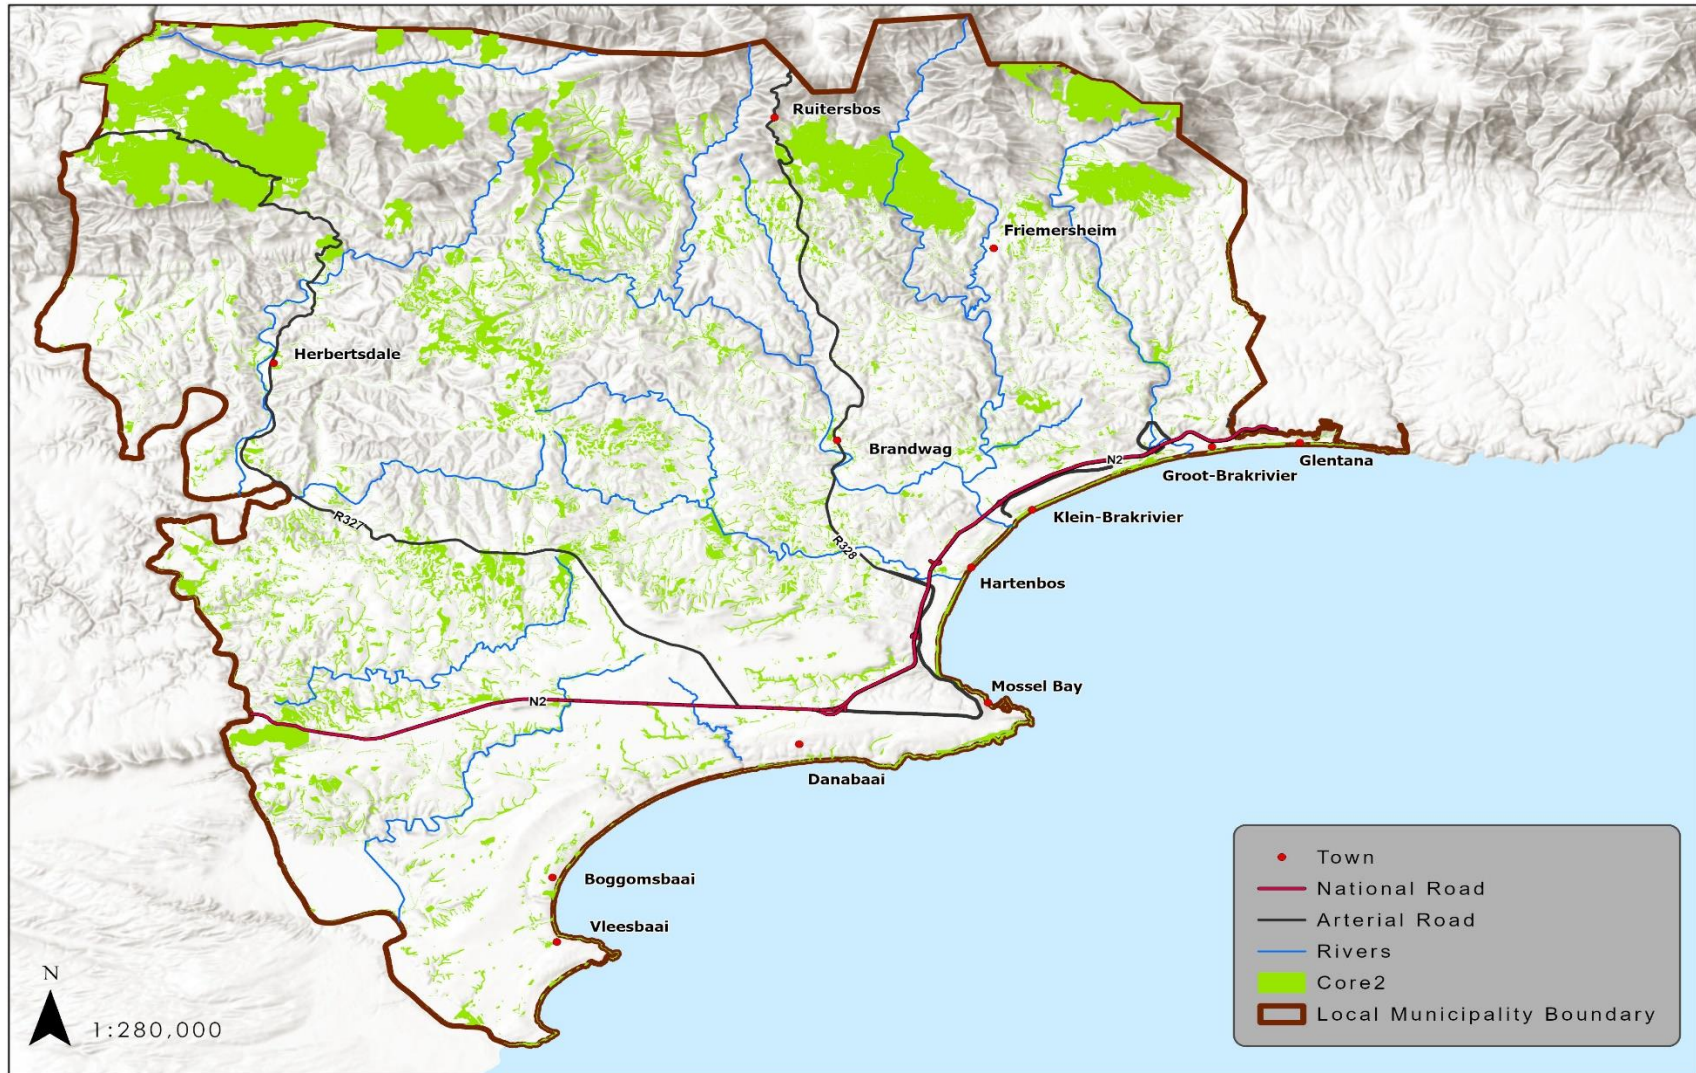 Ruitersbos
Friemersheim
Herbertsdale
Brandwag
N2
Glentana
Groot-Brakrivier
Klein-Brakrivier
R327
R328
Hartenbos
Mossel Bay
N2
Danabaai
Boggomsbaai
Vleesbaai
N
1:280,000
Town
National Road
Arterial Road
Rivers
Core2
Local Municipality Boundary